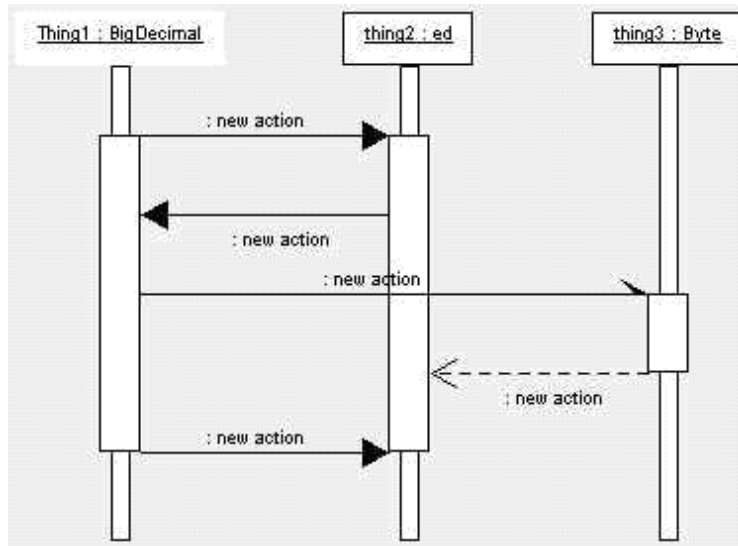 Thing1 : BigDecimal
thing2 : ed
thing3 : Byte
: new action
: new action
: new action
: new action
: new action